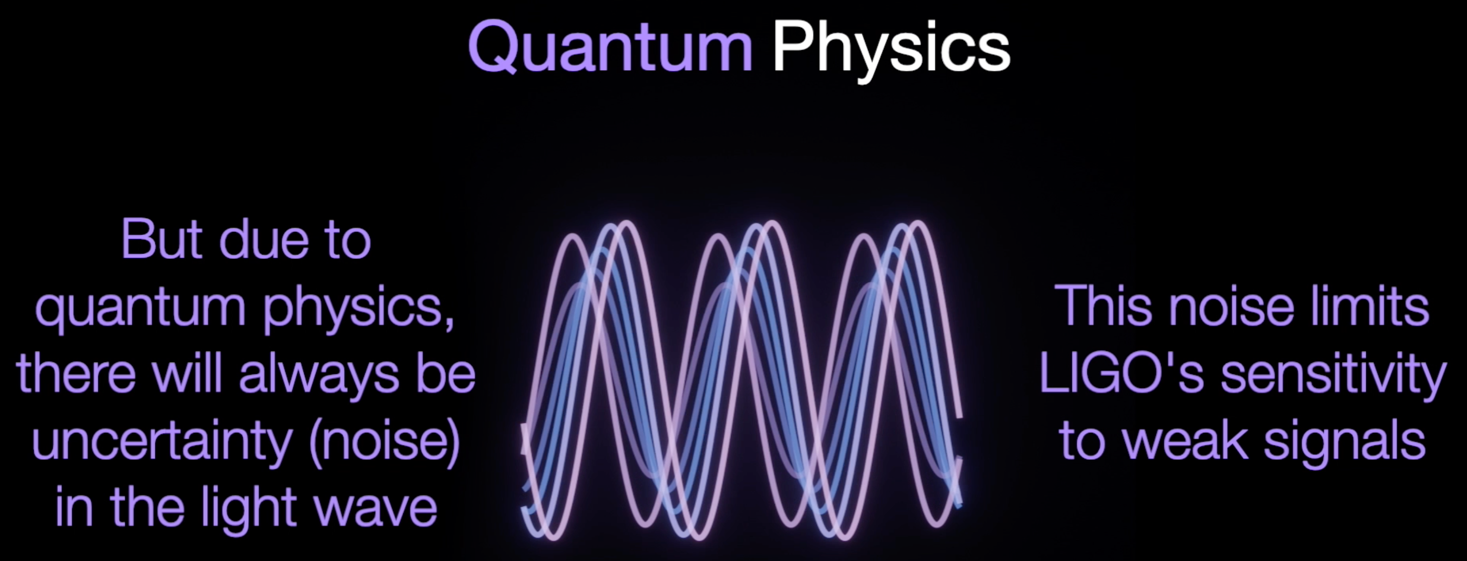 Quantum Physics
But due to
quantum physics,
there will always be
uncertainty (noise)
in the light wave
This noise limits
LIGO's sensitivity
to weak signals